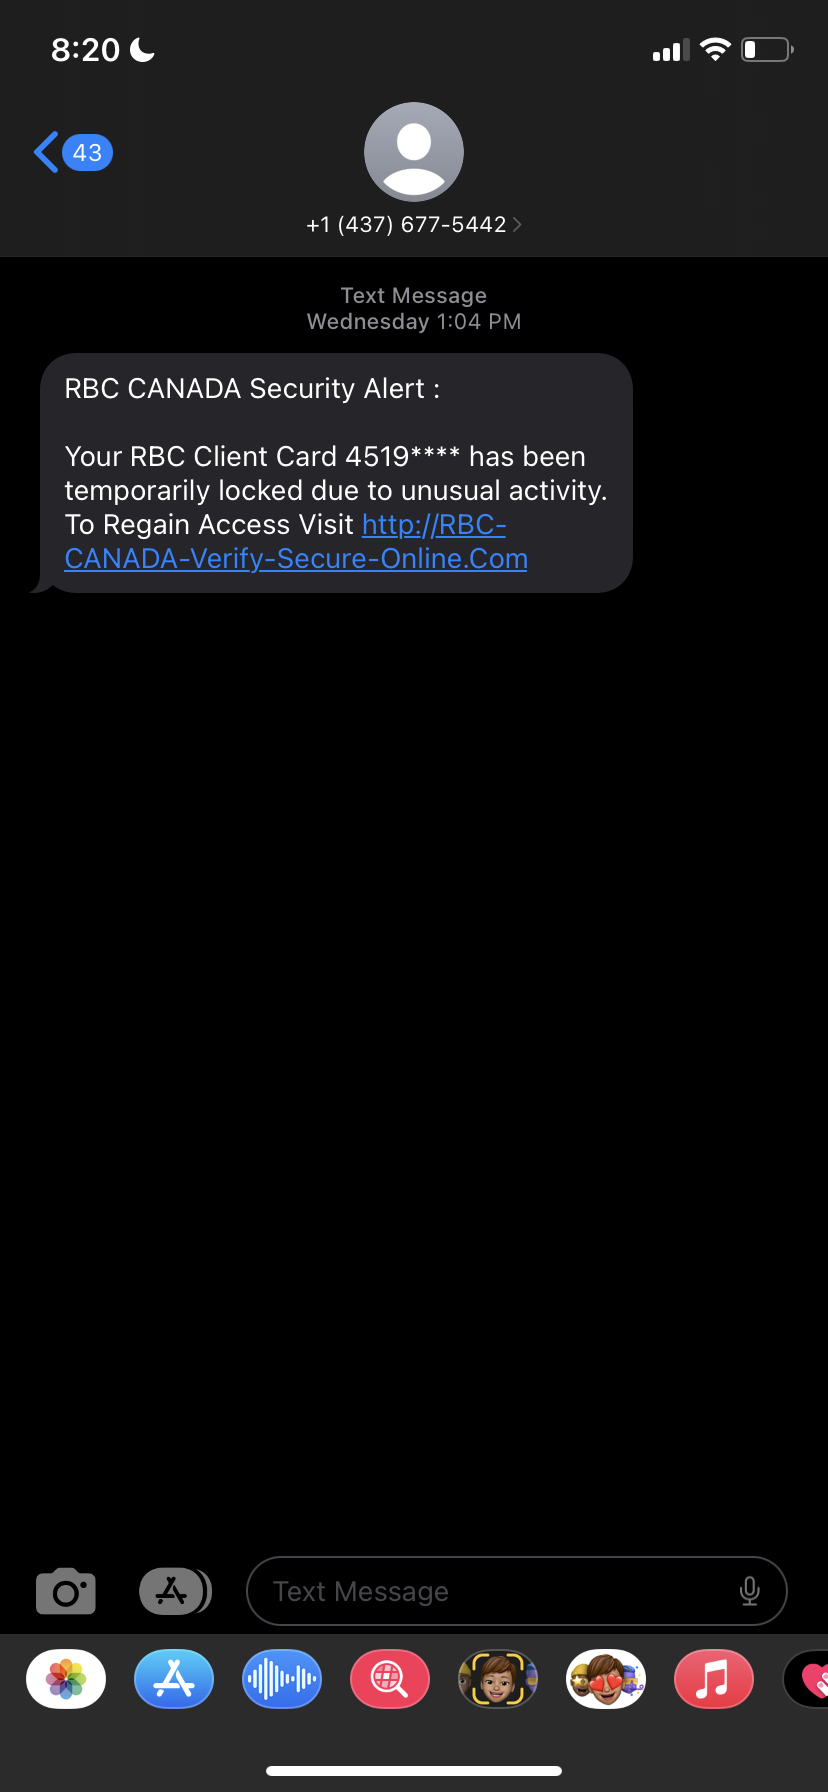 8:20
43
+1 (437) 677-5442
Text Message
Wednesday 1:04 PM
RBC CANADA Security Alert :
Your RBC Client Card 4519**** has been
temporarily locked due to unusual activity.
To Regain Access Visit http://RBC-
CANADA-Verify-Secure-Online.Com
Text Message